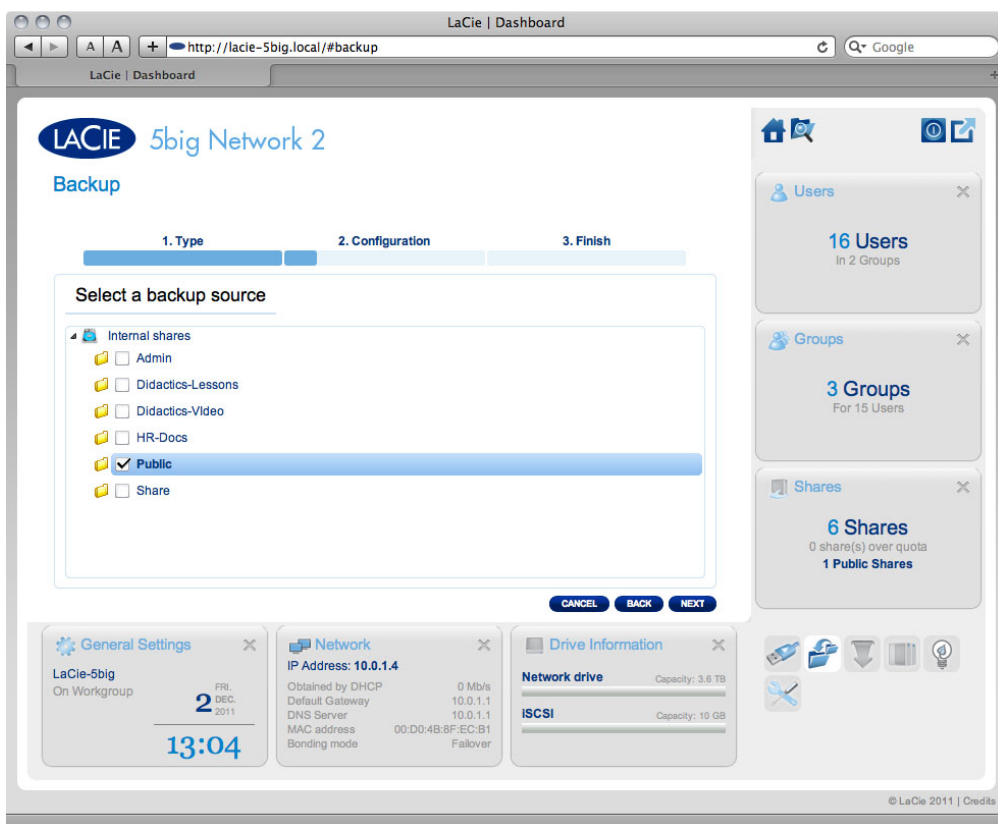 LaCie | Dashboard
A A + http://lacie-5big.local/#backup
Google
LaCie | Dashboard
LACIE 5big Network 2
Backup
1. Type 2. Configuration 3. Finish
Select a backup source
Internal shares
Admin
Didactics-Lessons
Didactics-VIdeo
HR-Docs
Public
Share
CANCEL BACK NEXT
Users
16 Users
In 2 Groups
Groups
3 Groups
For 15 Users
Shares
6 Shares
0 share(s) over quota
1 Public Shares
General Settings
LaCie-5big
On Workgroup
FRI.
2 DEC.
2011
13:04
Network
IP Address: 10.0.1.4
Obtained by DHCP 0 Mb/s
Default Gateway 10.0.1.1
DNS Server 10.0.1.1
MAC address 00:D0:4B:8F:EC:B1
Bonding mode Failover
Drive Information
Network drive Capacity: 3.6 TB
iSCSI Capacity: 10 GB
© LaCie 2011 | Credits